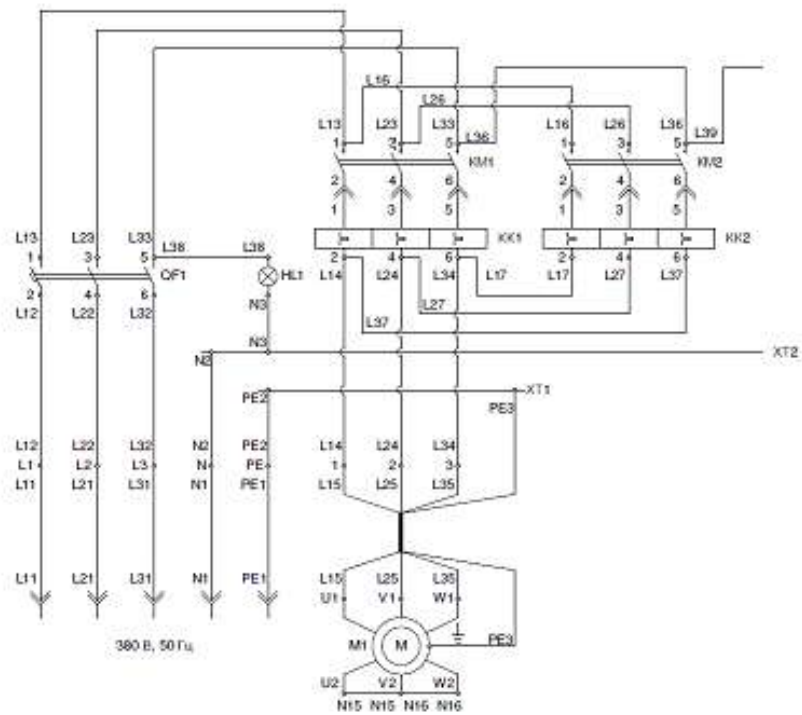 L16
L26
L13 L23 L33 L36 L16 L26 L36 L39
1 3 5 1 3 5
KM1 KM2
2 4 6 2 4 6
1 3 5 1 3 5
KK1 KK2
L13 L23 L33 L38 L38
1 3 5 2 4 6 2 4 6
L14 L24 L34 L17 L17 L27 L37
QF1 HL1
2 4 6 N3
L12 L22 L32 L27
L37
N3
N2 XT2
PE2 XT1
PE3
L12 L22 L32 N2 PE2 L14 L24 L34
L1 L2 L3 N PE 1 2 3
L11 L21 L31 N1 PE1 L15 L25 L35
L11 L21 L31 N1 PE1 L15 L25 L35
U1 V1 W1
380 В, 50 Гц M1 M PE3
U2 V2 W2
N15 N15 N16 N16